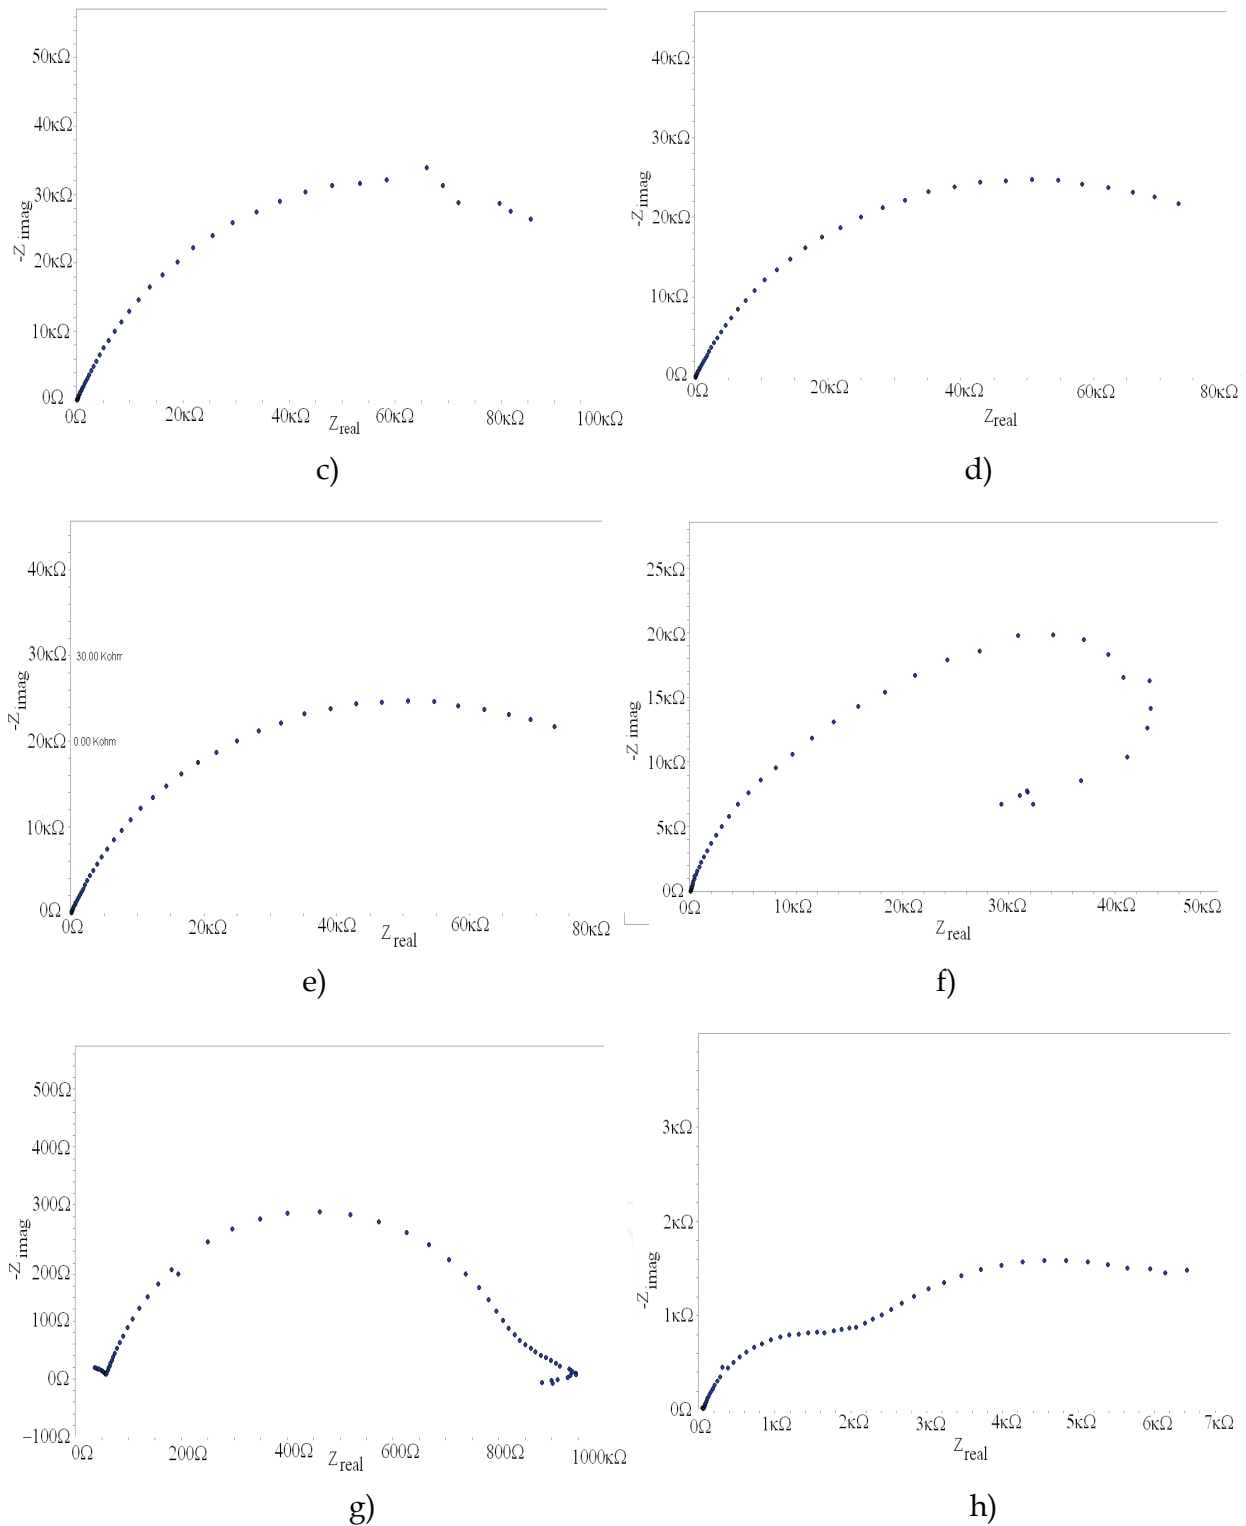 50κΩ
40κΩ
30κΩ
20κΩ
10κΩ
0Ω
-Z imag
0Ω 20κΩ 40κΩ 60κΩ 80κΩ 100κΩ
Zreal
c)
40κΩ
30κΩ
20κΩ
10κΩ
0Ω
-Z imag
0Ω 20κΩ 40κΩ 60κΩ 80κΩ
Zreal
d)
40κΩ
30κΩ
20κΩ
10κΩ
0Ω
30.00 Kohm
0.00 Kohm
-Z imag
0Ω 20κΩ 40κΩ 60κΩ 80κΩ
Z real
e)
25κΩ
20κΩ
15κΩ
10κΩ
5κΩ
0Ω
-Z imag
0Ω 10κΩ 20κΩ 30κΩ 40κΩ 50κΩ
Zreal
f)
500Ω
400Ω
300Ω
200Ω
100Ω
0Ω
−100Ω
-Z imag
0Ω 200Ω 400Ω 600Ω 800Ω 1000κΩ
Zreal
g)
3κΩ
2κΩ
1κΩ
0Ω
-Zimag
0Ω 1κΩ 2κΩ 3κΩ 4κΩ 5κΩ 6κΩ 7κΩ
Zreal
h)